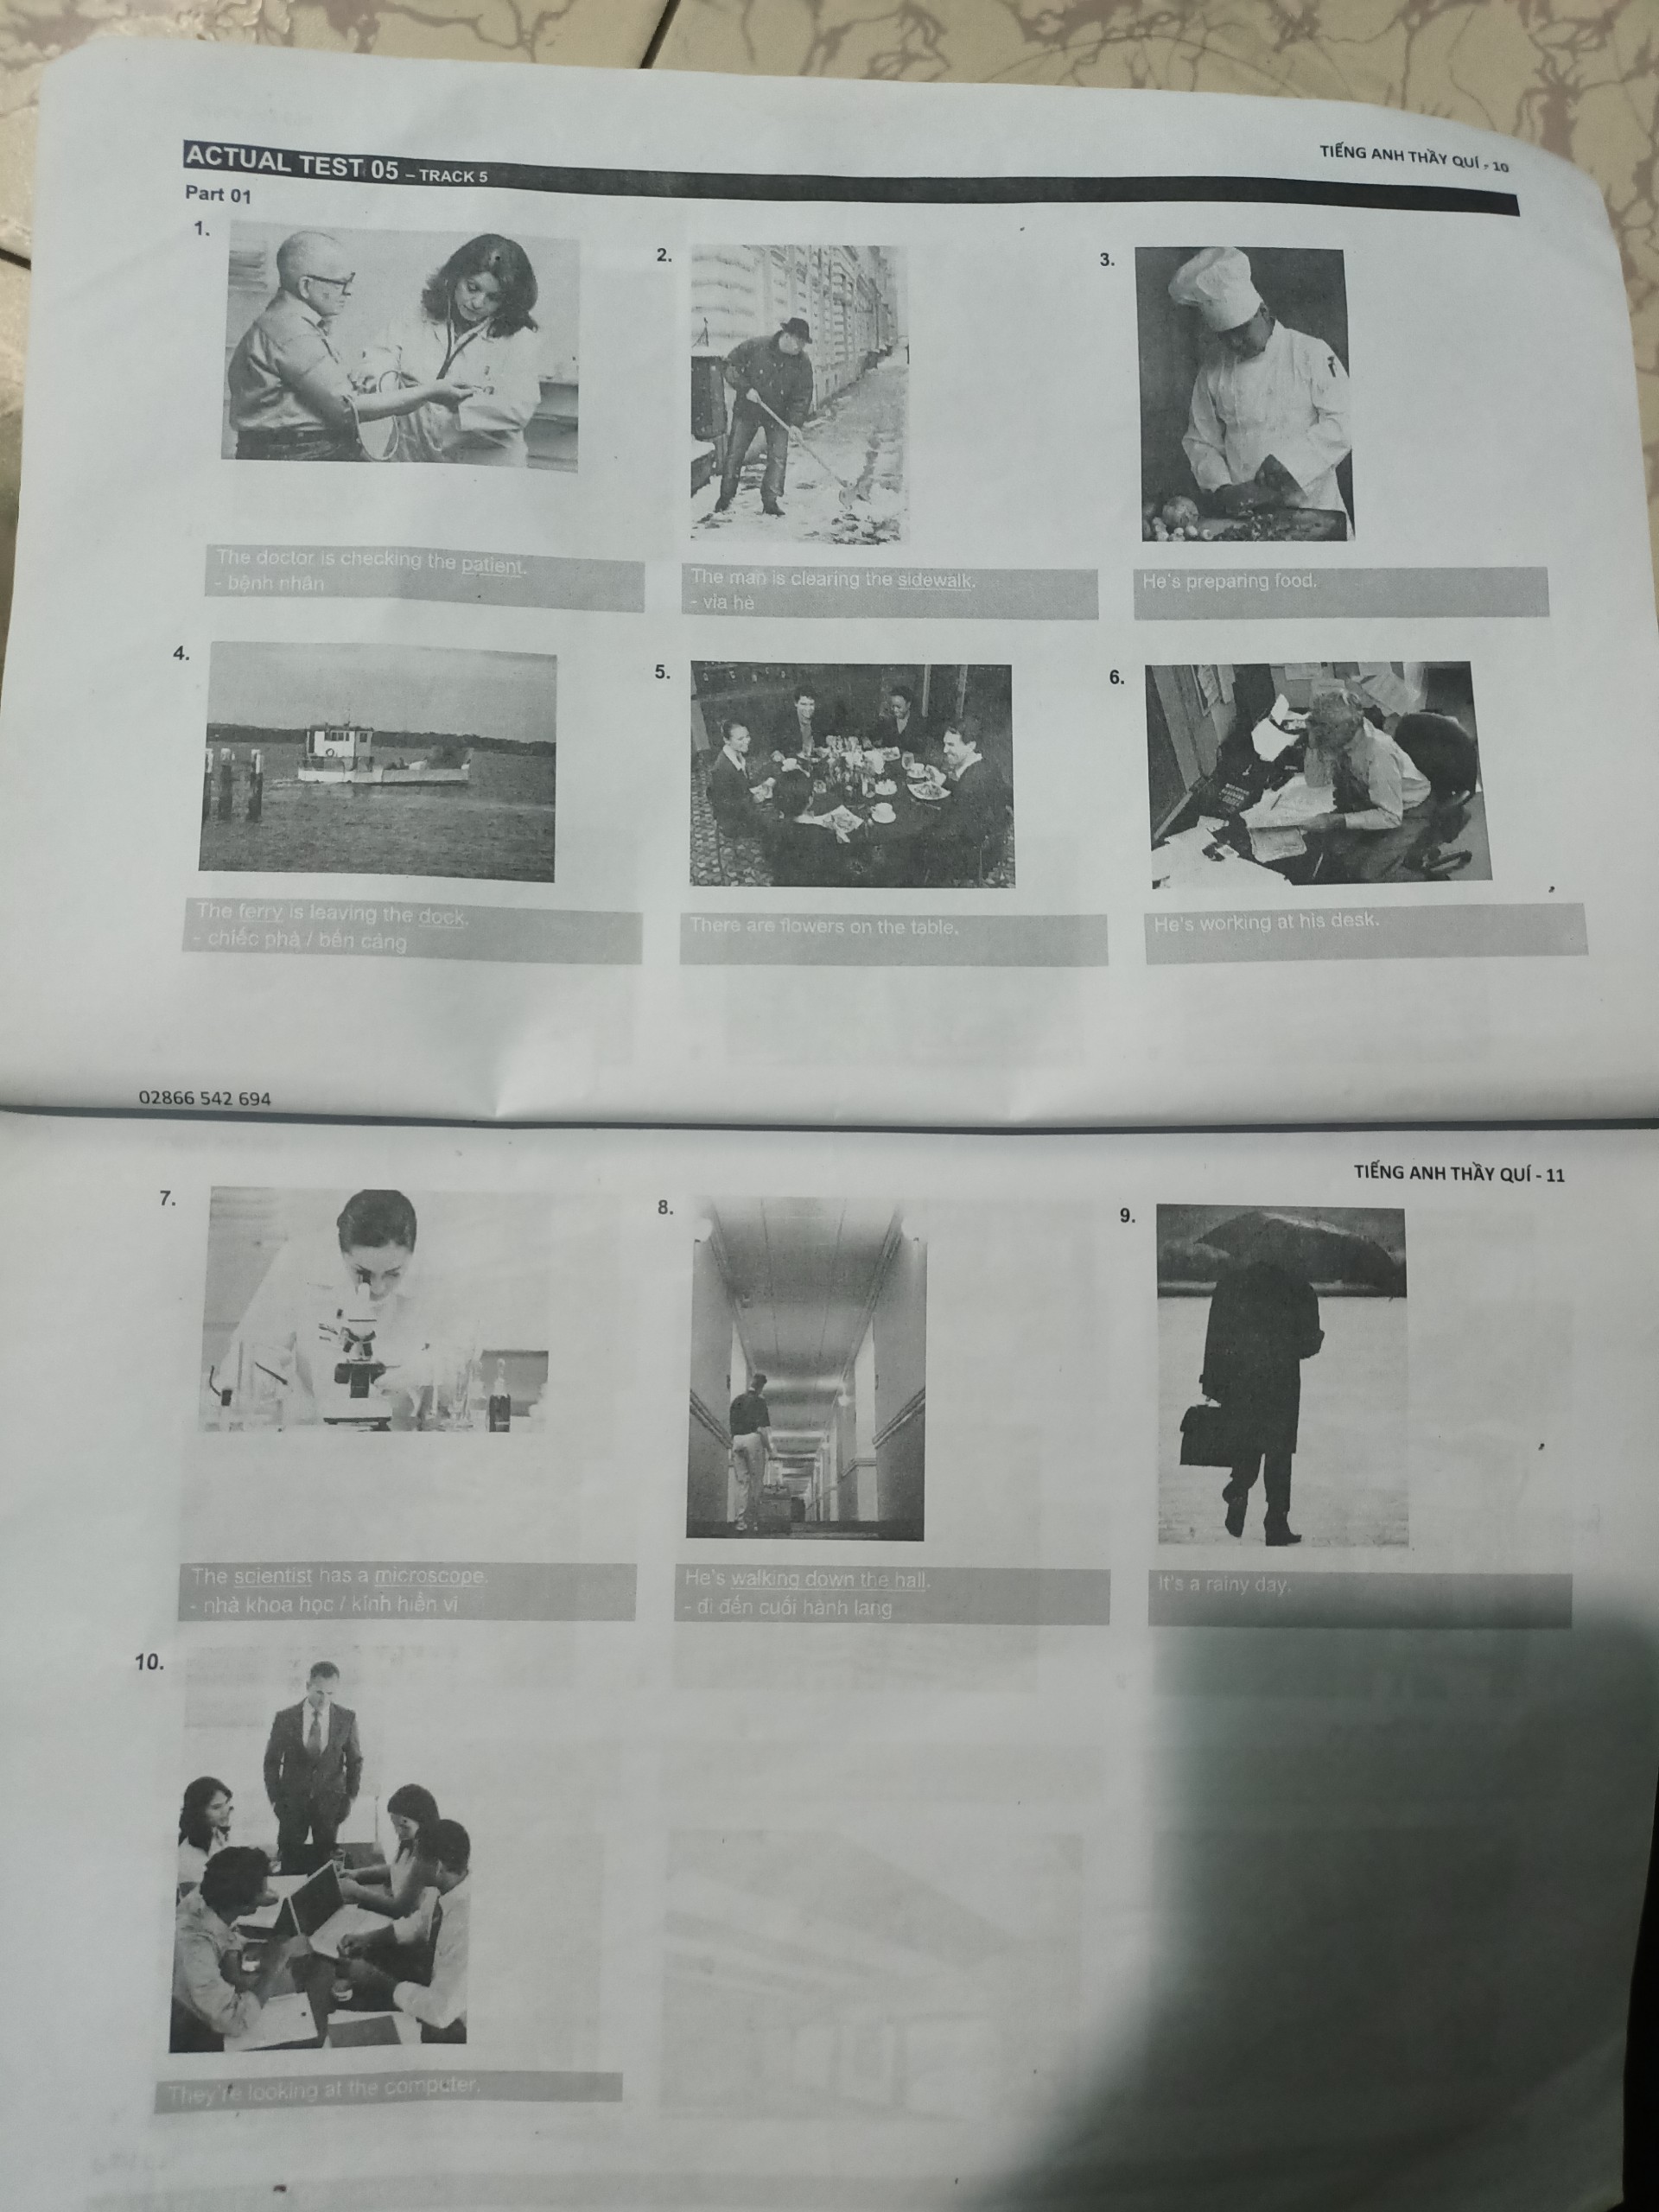 TIẾNG ANH THẦY QUÍ - 10
ACTUAL TEST 05 – TRACK 5
Part 01
1.
2.
3.
The doctor is checking the patient.
- bệnh nhân
The man is clearing the sidewalk.
- vỉa hè
He's preparing food.
4.
5.
6.
The ferry is leaving the dock.
- chiếc phà / bến cảng
There are flowers on the table.
He's working at his desk.
02866 542 694
TIẾNG ANH THẦY QUÍ - 11
7.
8.
9.
The scientist has a microscope.
- nhà khoa học / kính hiển vi
He's walking down the hall.
- đi đến cuối hành lang
It's a rainy day.
10.
They're looking at the computer.